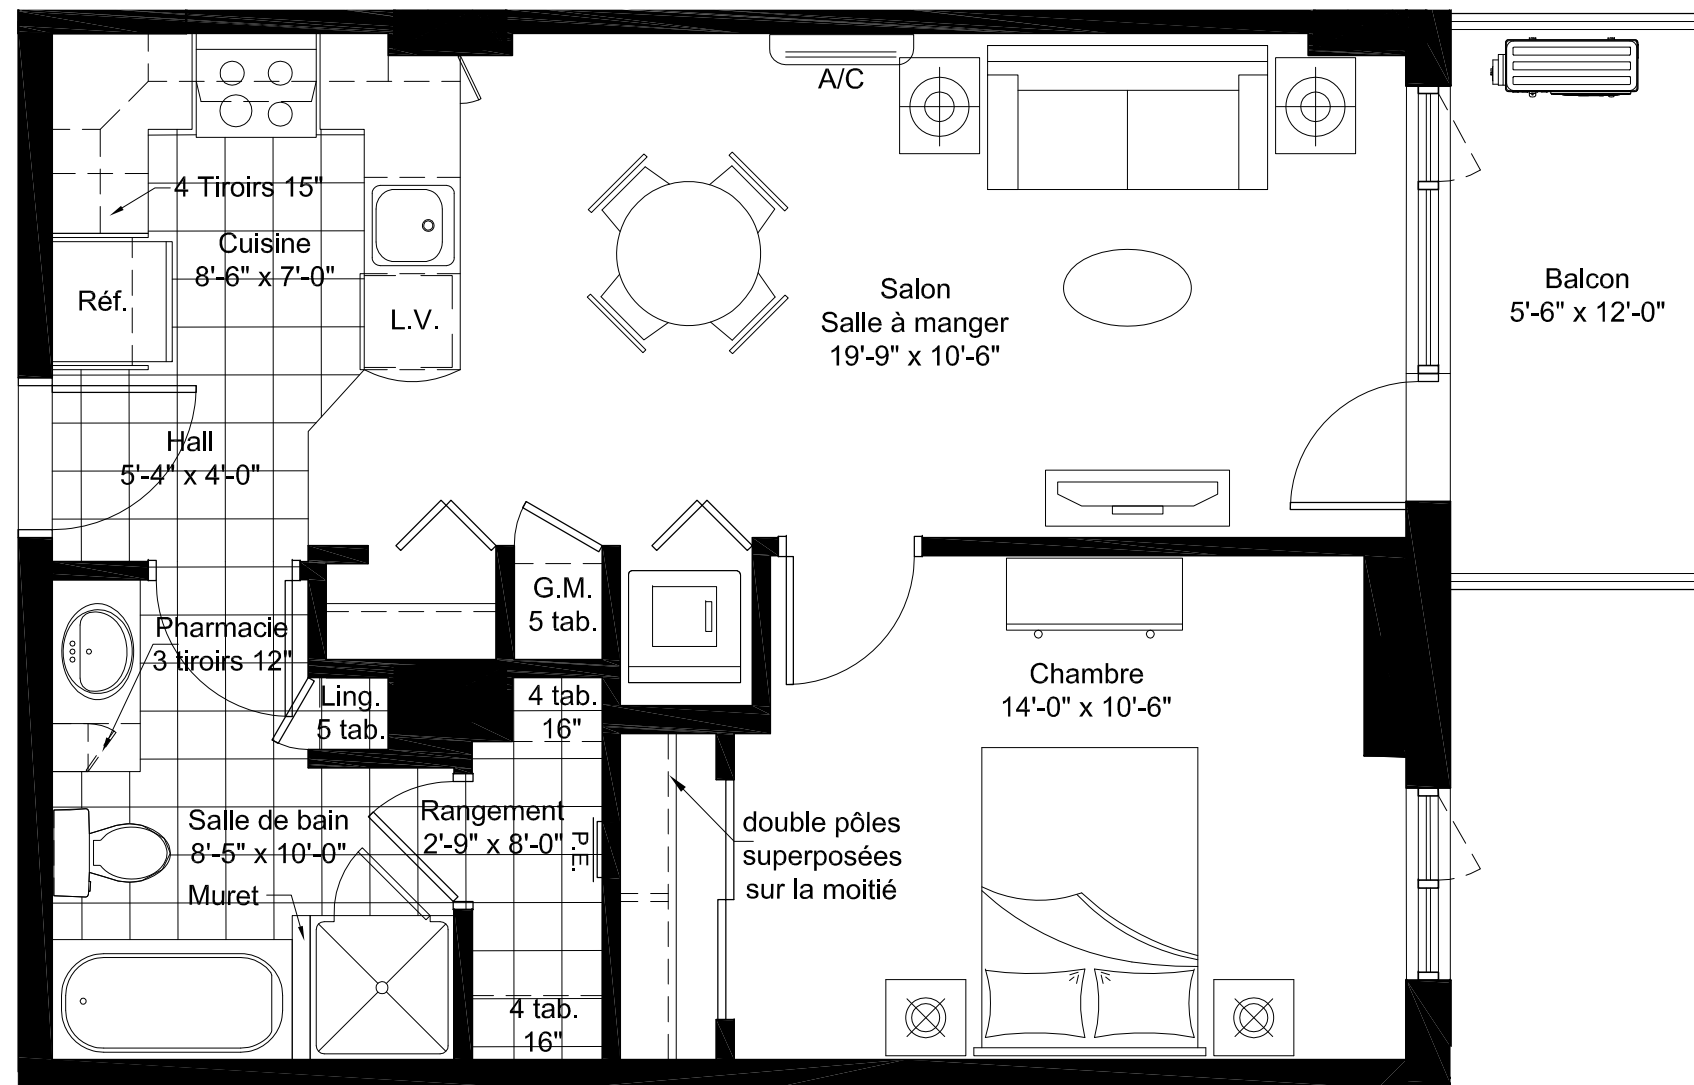 A/C
4 Tiroirs 15"
Cuisine
8'-6" x 7'-0"
Réf.
L.V.
Salon
Salle à manger
19'-9" x 10'-6"
Balcon
5'-6" x 12'-0"
Hall
5'-4" x 4'-0"
G.M.
5 tab.
Pharmacie
3 tiroirs 12"
Ling.
5 tab.
4 tab.
16"
Chambre
14'-0" x 10'-6"
Salle de bain
8'-5" x 10'-0"
Rangement
2'-9" x 8'-0"
P.E.
double pôles
superposées
sur la moitié
Muret
4 tab.
16"